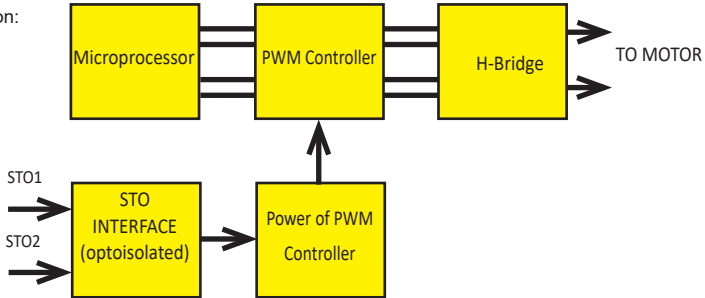 on:
Microprocessor
PWM Controller
H-Bridge
TO MOTOR
STO1
STO2
STO
INTERFACE
(optoisolated)
Power of PWM
Controller